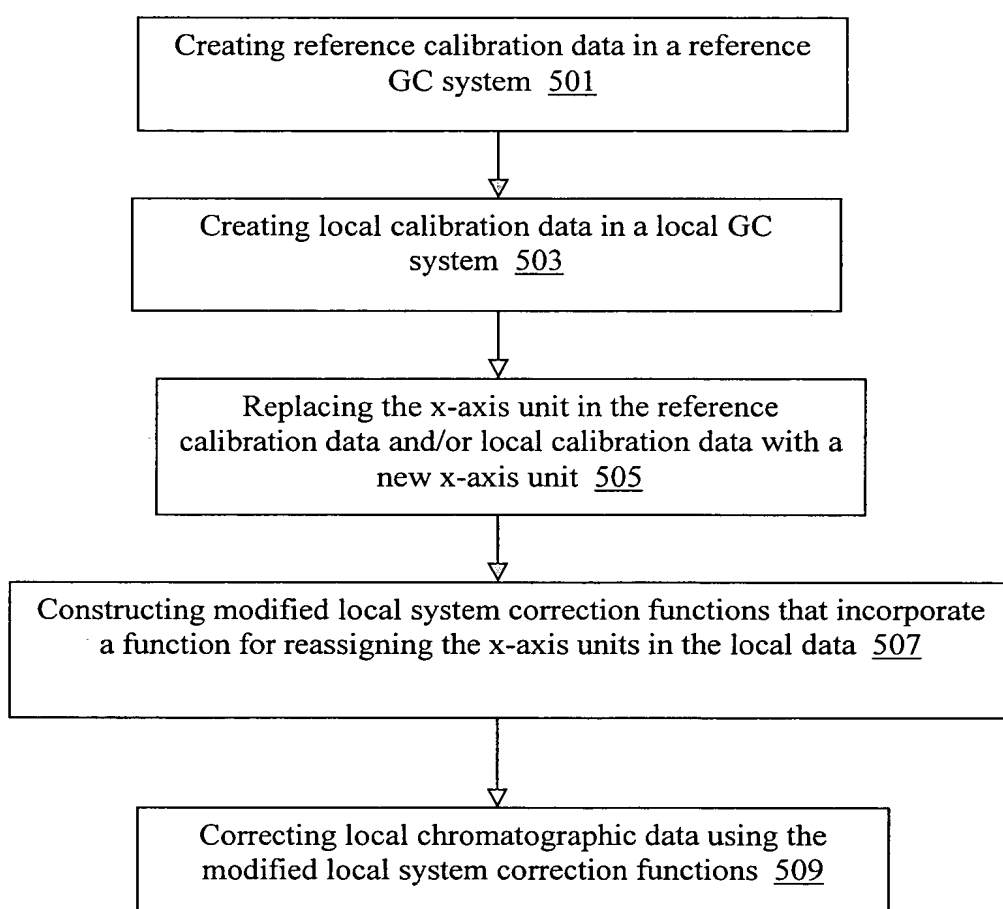 Creating reference calibration data in a reference
GC system 501
Creating local calibration data in a local GC
system 503
Replacing the x-axis unit in the reference
calibration data and/or local calibration data with a
new x-axis unit 505
Constructing modified local system correction functions that incorporate
a function for reassigning the x-axis units in the local data 507
Correcting local chromatographic data using the
modified local system correction functions 509